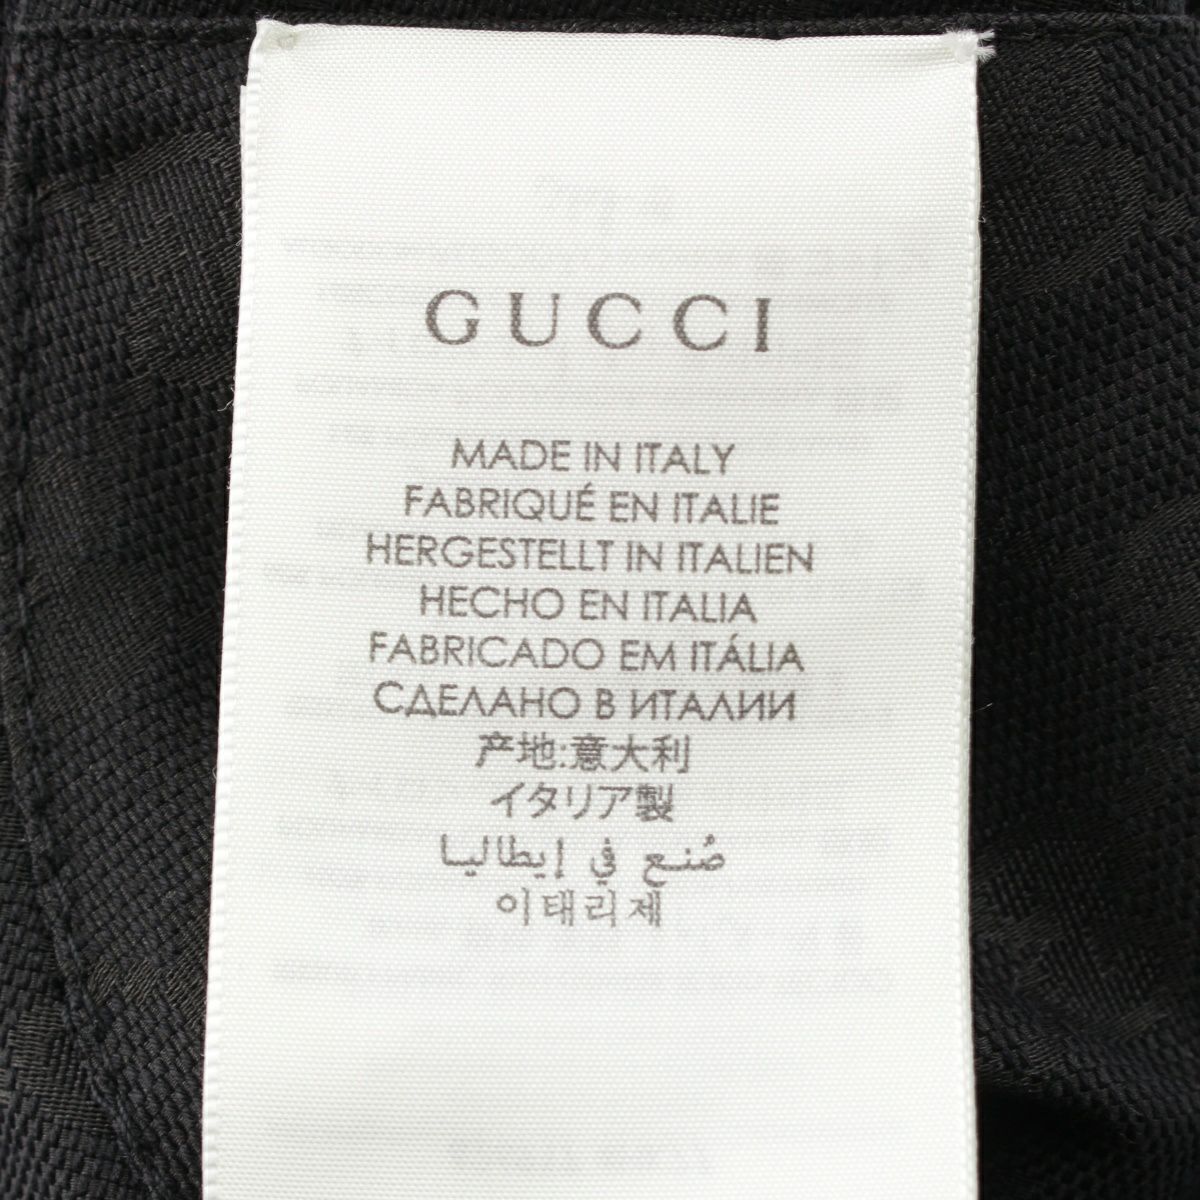 GUCCI
MADE IN ITALY
FABRIQUÉ EN ITALIE
HERGESTELLT IN ITALIEN
HECHO EN ITALIA
FABRICADO EM ITÁLIA
СДЕЛАНО В ИТАЛИИ
产地:意大利
イタリア製
صُنع في إيطاليا
이태리제